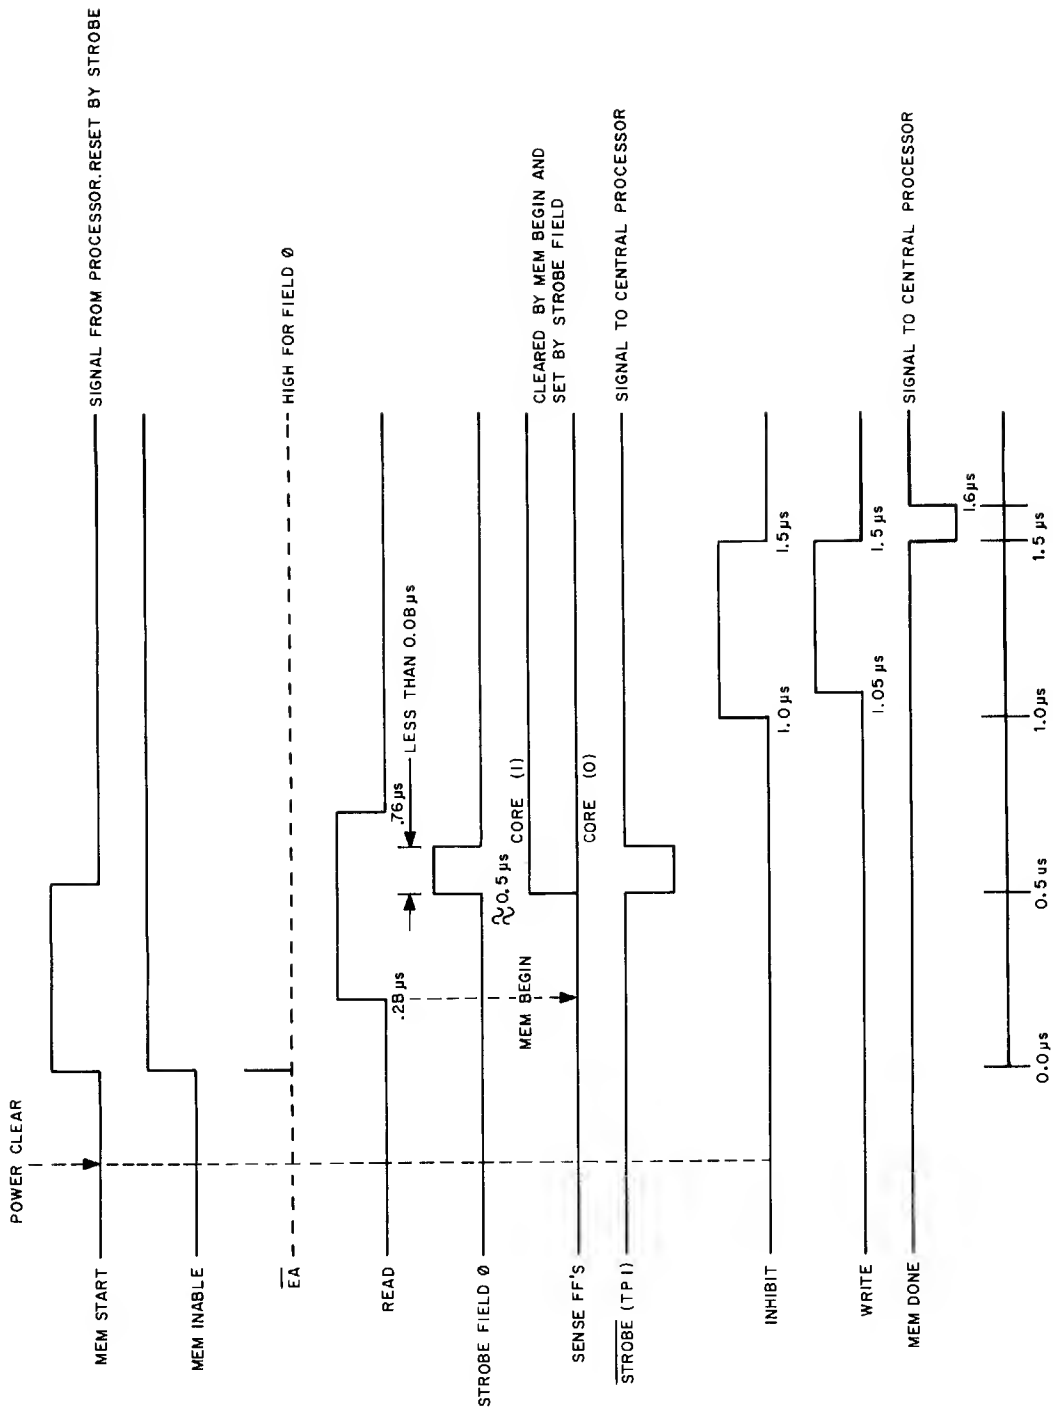 POWER CLEAR
MEM START
SIGNAL FROM PROCESSOR. RESET BY STROBE
MEM INABLE
EA
HIGH FOR FIELD 0
READ
.28 µs
.76 µs
LESS THAN 0.08 µs
STROBE FIELD 0
≈0.5 µs
MEM BEGIN
CORE (1)
CLEARED BY MEM BEGIN AND
SET BY STROBE FIELD
SENSE FF'S
CORE (0)
STROBE (TP1)
SIGNAL TO CENTRAL PROCESSOR
INHIBIT
1.0 µs
1.5 µs
WRITE
1.05 µs
1.5 µs
MEM DONE
SIGNAL TO CENTRAL PROCESSOR
1.6 µs
0.0 µs
0.5 us
1.0 µs
1.5 µs